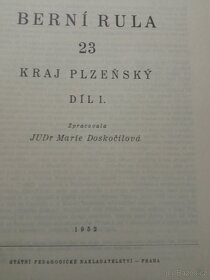 BERNÍ RULA
23
KRAJ PLZEŇSKÝ
DÍL I.
Zpracovala
JUDr Marie Doskočilová
1952
STÁTNÍ PEDAGOGICKÉ NAKLADATELSTVÍ — PRAHA